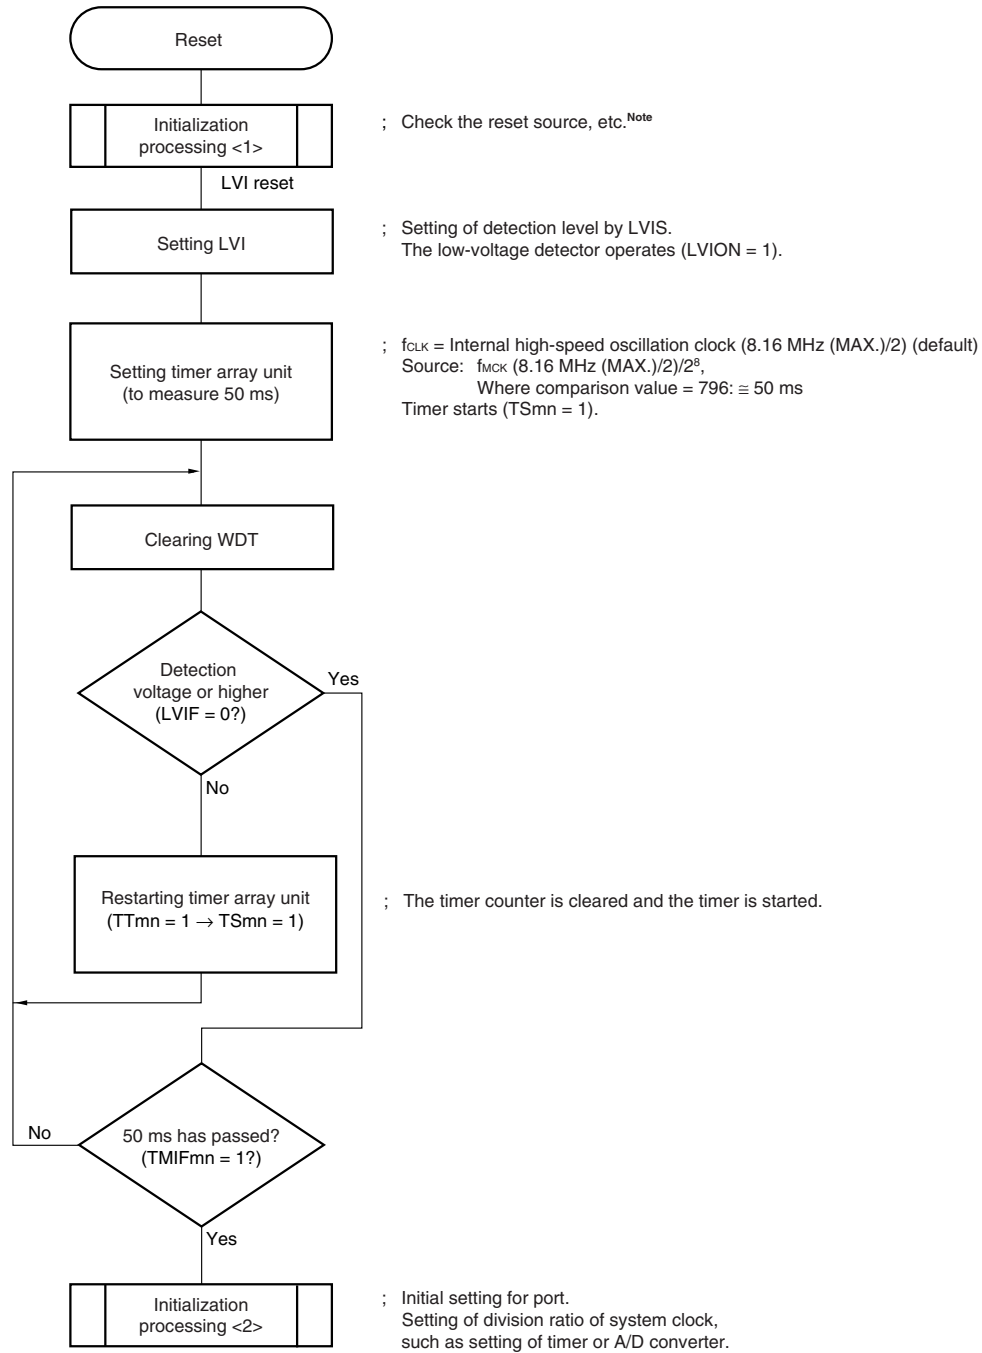 Reset
Initialization
processing <1>
; Check the reset source, etc.Note
LVI reset
Setting LVI
; Setting of detection level by LVIS.
The low-voltage detector operates (LVION = 1).
Setting timer array unit
(to measure 50 ms)
; fCLK = Internal high-speed oscillation clock (8.16 MHz (MAX.)/2) (default)
Source: fMCK (8.16 MHz (MAX.)/2)/2⁸,
Where comparison value = 796: ≅ 50 ms
Timer starts (TSmn = 1).
Clearing WDT
Detection
voltage or higher
(LVIF = 0?)
Yes
No
Restarting timer array unit
(TTmn = 1 → TSmn = 1)
; The timer counter is cleared and the timer is started.
50 ms has passed?
(TMIFmn = 1?)
No
Yes
Initialization
processing <2>
; Initial setting for port.
Setting of division ratio of system clock,
such as setting of timer or A/D converter.